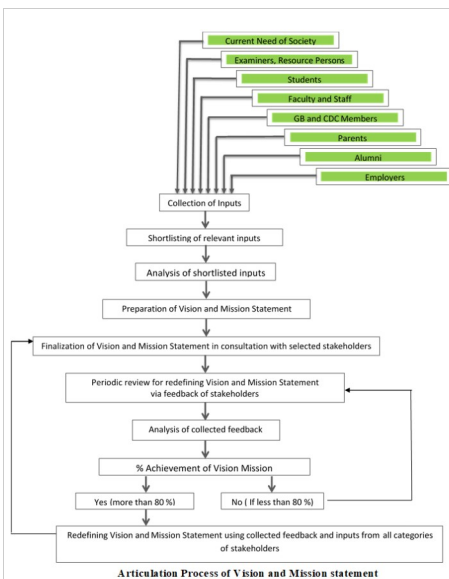 Current Need of Society
Examiners, Resource Persons
Students
Faculty and Staff
GB and CDC Members
Parents
Alumni
Employers
Collection of Inputs
Shortlisting of relevant inputs
Analysis of shortlisted inputs
Preparation of Vision and Mission Statement
Finalization of Vision and Mission Statement in consultation with selected stakeholders
Periodic review for redefining Vision and Mission Statement
via feedback of stakeholders
Analysis of collected feedback
% Achievement of Vision Mission
Yes (more than 80 %)
No ( If less than 80 %)
Redefining Vision and Mission Statement using collected feedback and inputs from all categories
of stakeholders
Articulation Process of Vision and Mission statement